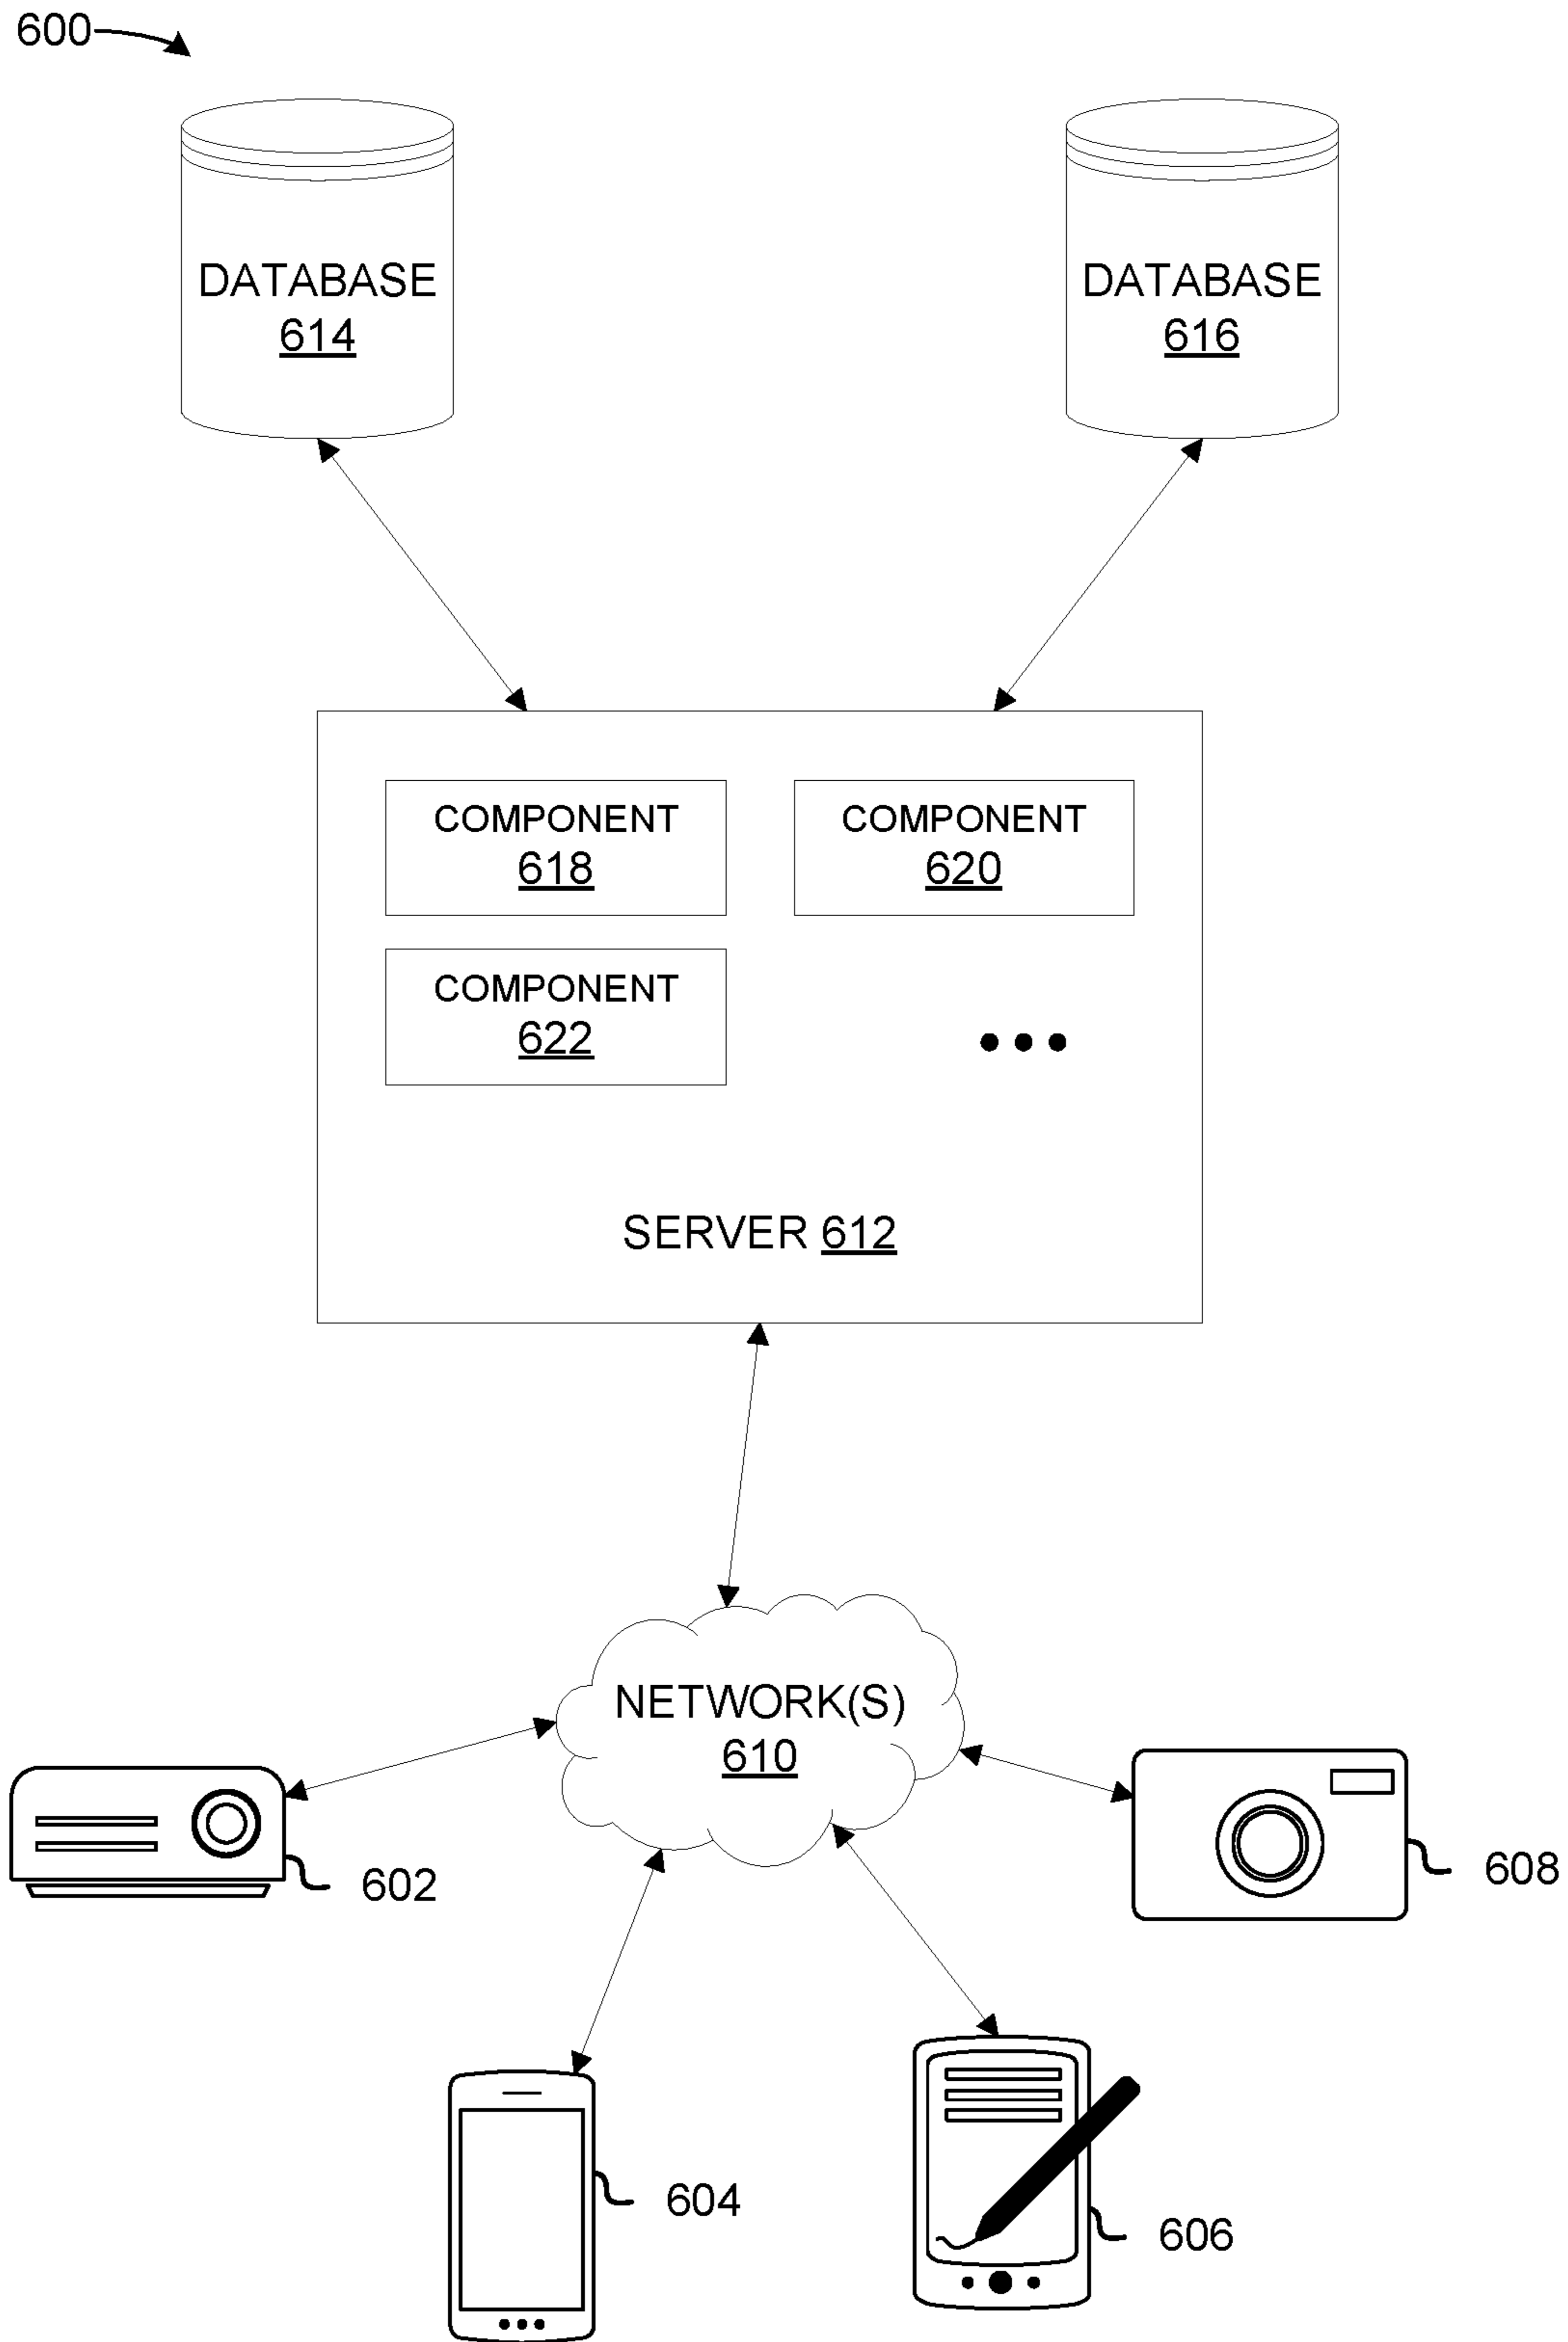 600
DATABASE
614
DATABASE
616
COMPONENT
618
COMPONENT
620
COMPONENT
622
SERVER 612
NETWORK(S)
610
602
608
604
606